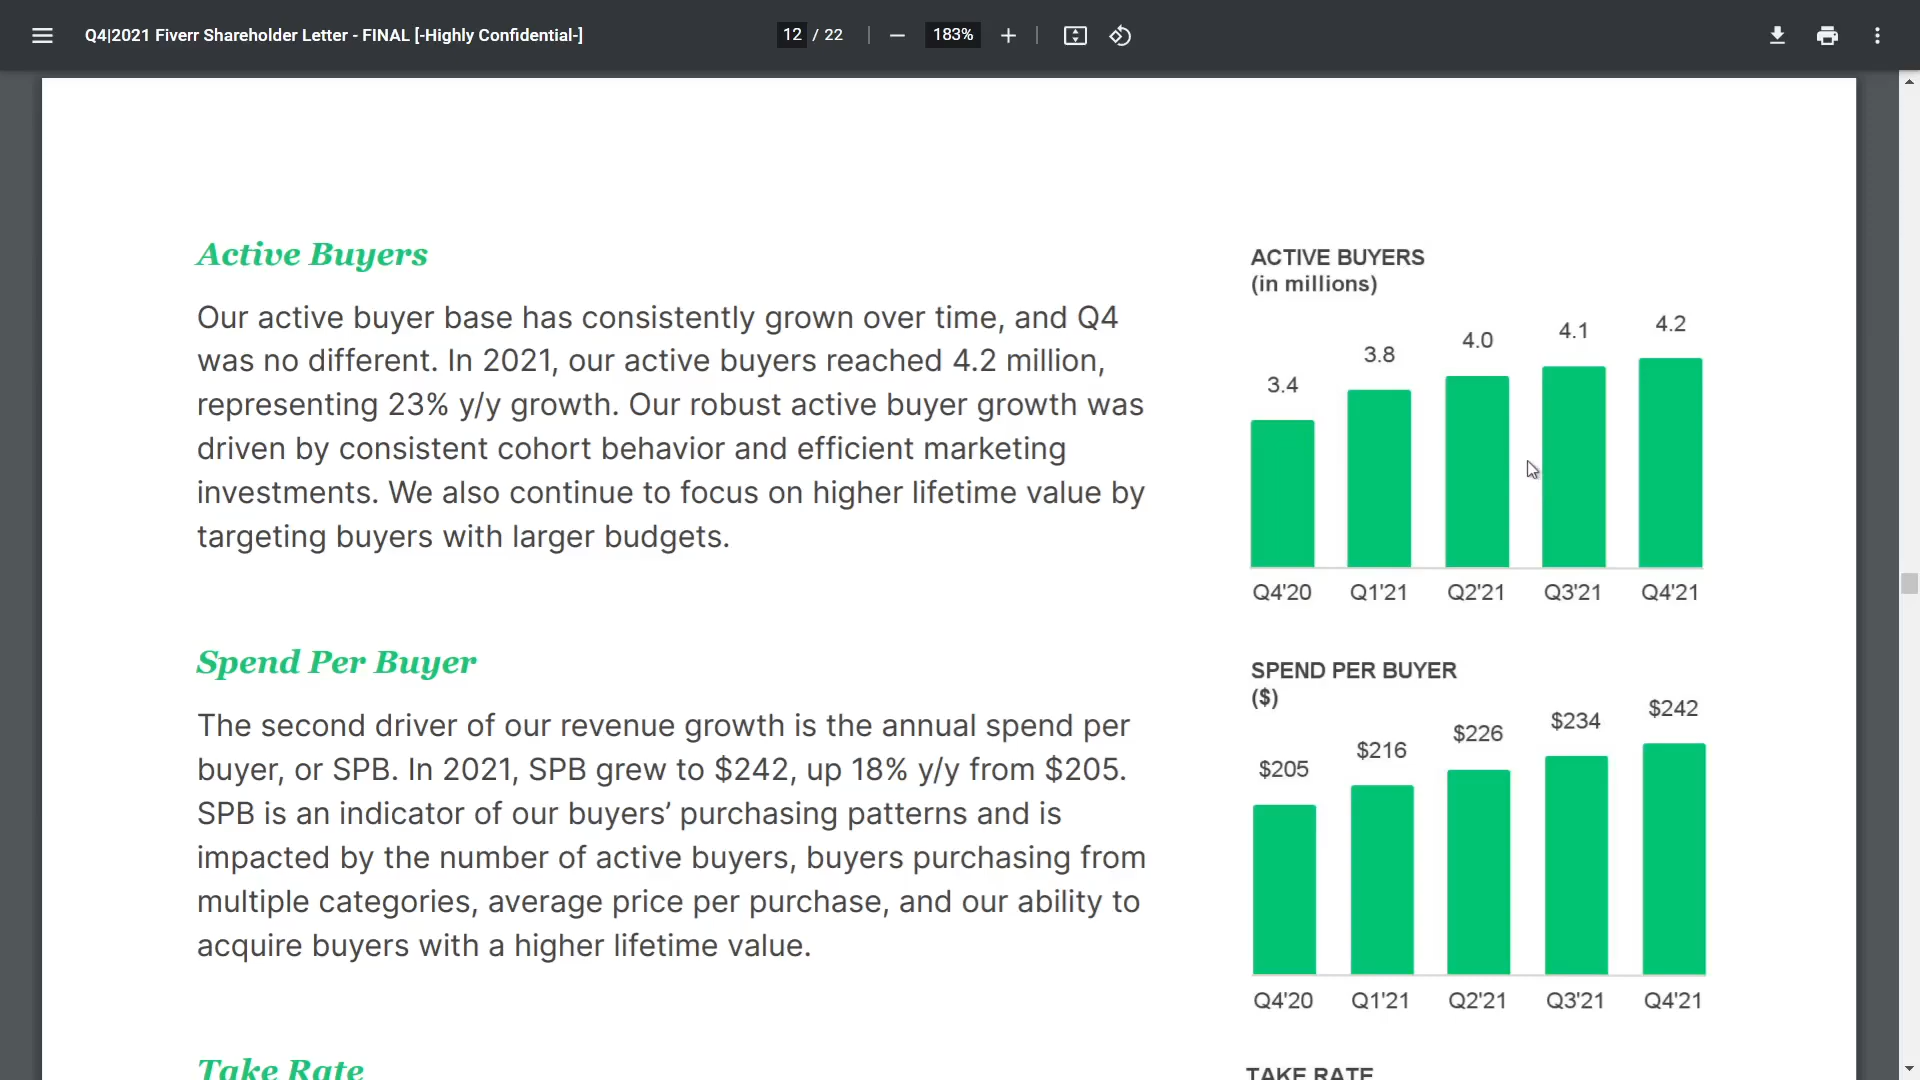 Q4|2021 Fiverr Shareholder Letter - FINAL [-Highly Confidential-]
12 / 22
183%
Active Buyers
Our active buyer base has consistently grown over time, and Q4
was no different. In 2021, our active buyers reached 4.2 million,
representing 23% y/y growth. Our robust active buyer growth was
driven by consistent cohort behavior and efficient marketing
investments. We also continue to focus on higher lifetime value by
targeting buyers with larger budgets.
ACTIVE BUYERS
(in millions)
3.4 3.8 4.0 4.1 4.2
Q4'20 Q1'21 Q2'21 Q3'21 Q4'21
Spend Per Buyer
The second driver of our revenue growth is the annual spend per
buyer, or SPB. In 2021, SPB grew to $242, up 18% y/y from $205.
SPB is an indicator of our buyers’ purchasing patterns and is
impacted by the number of active buyers, buyers purchasing from
multiple categories, average price per purchase, and our ability to
acquire buyers with a higher lifetime value.
SPEND PER BUYER
($)
$205 $216 $226 $234 $242
Q4'20 Q1'21 Q2'21 Q3'21 Q4'21
Take Rate
TAKE RATE